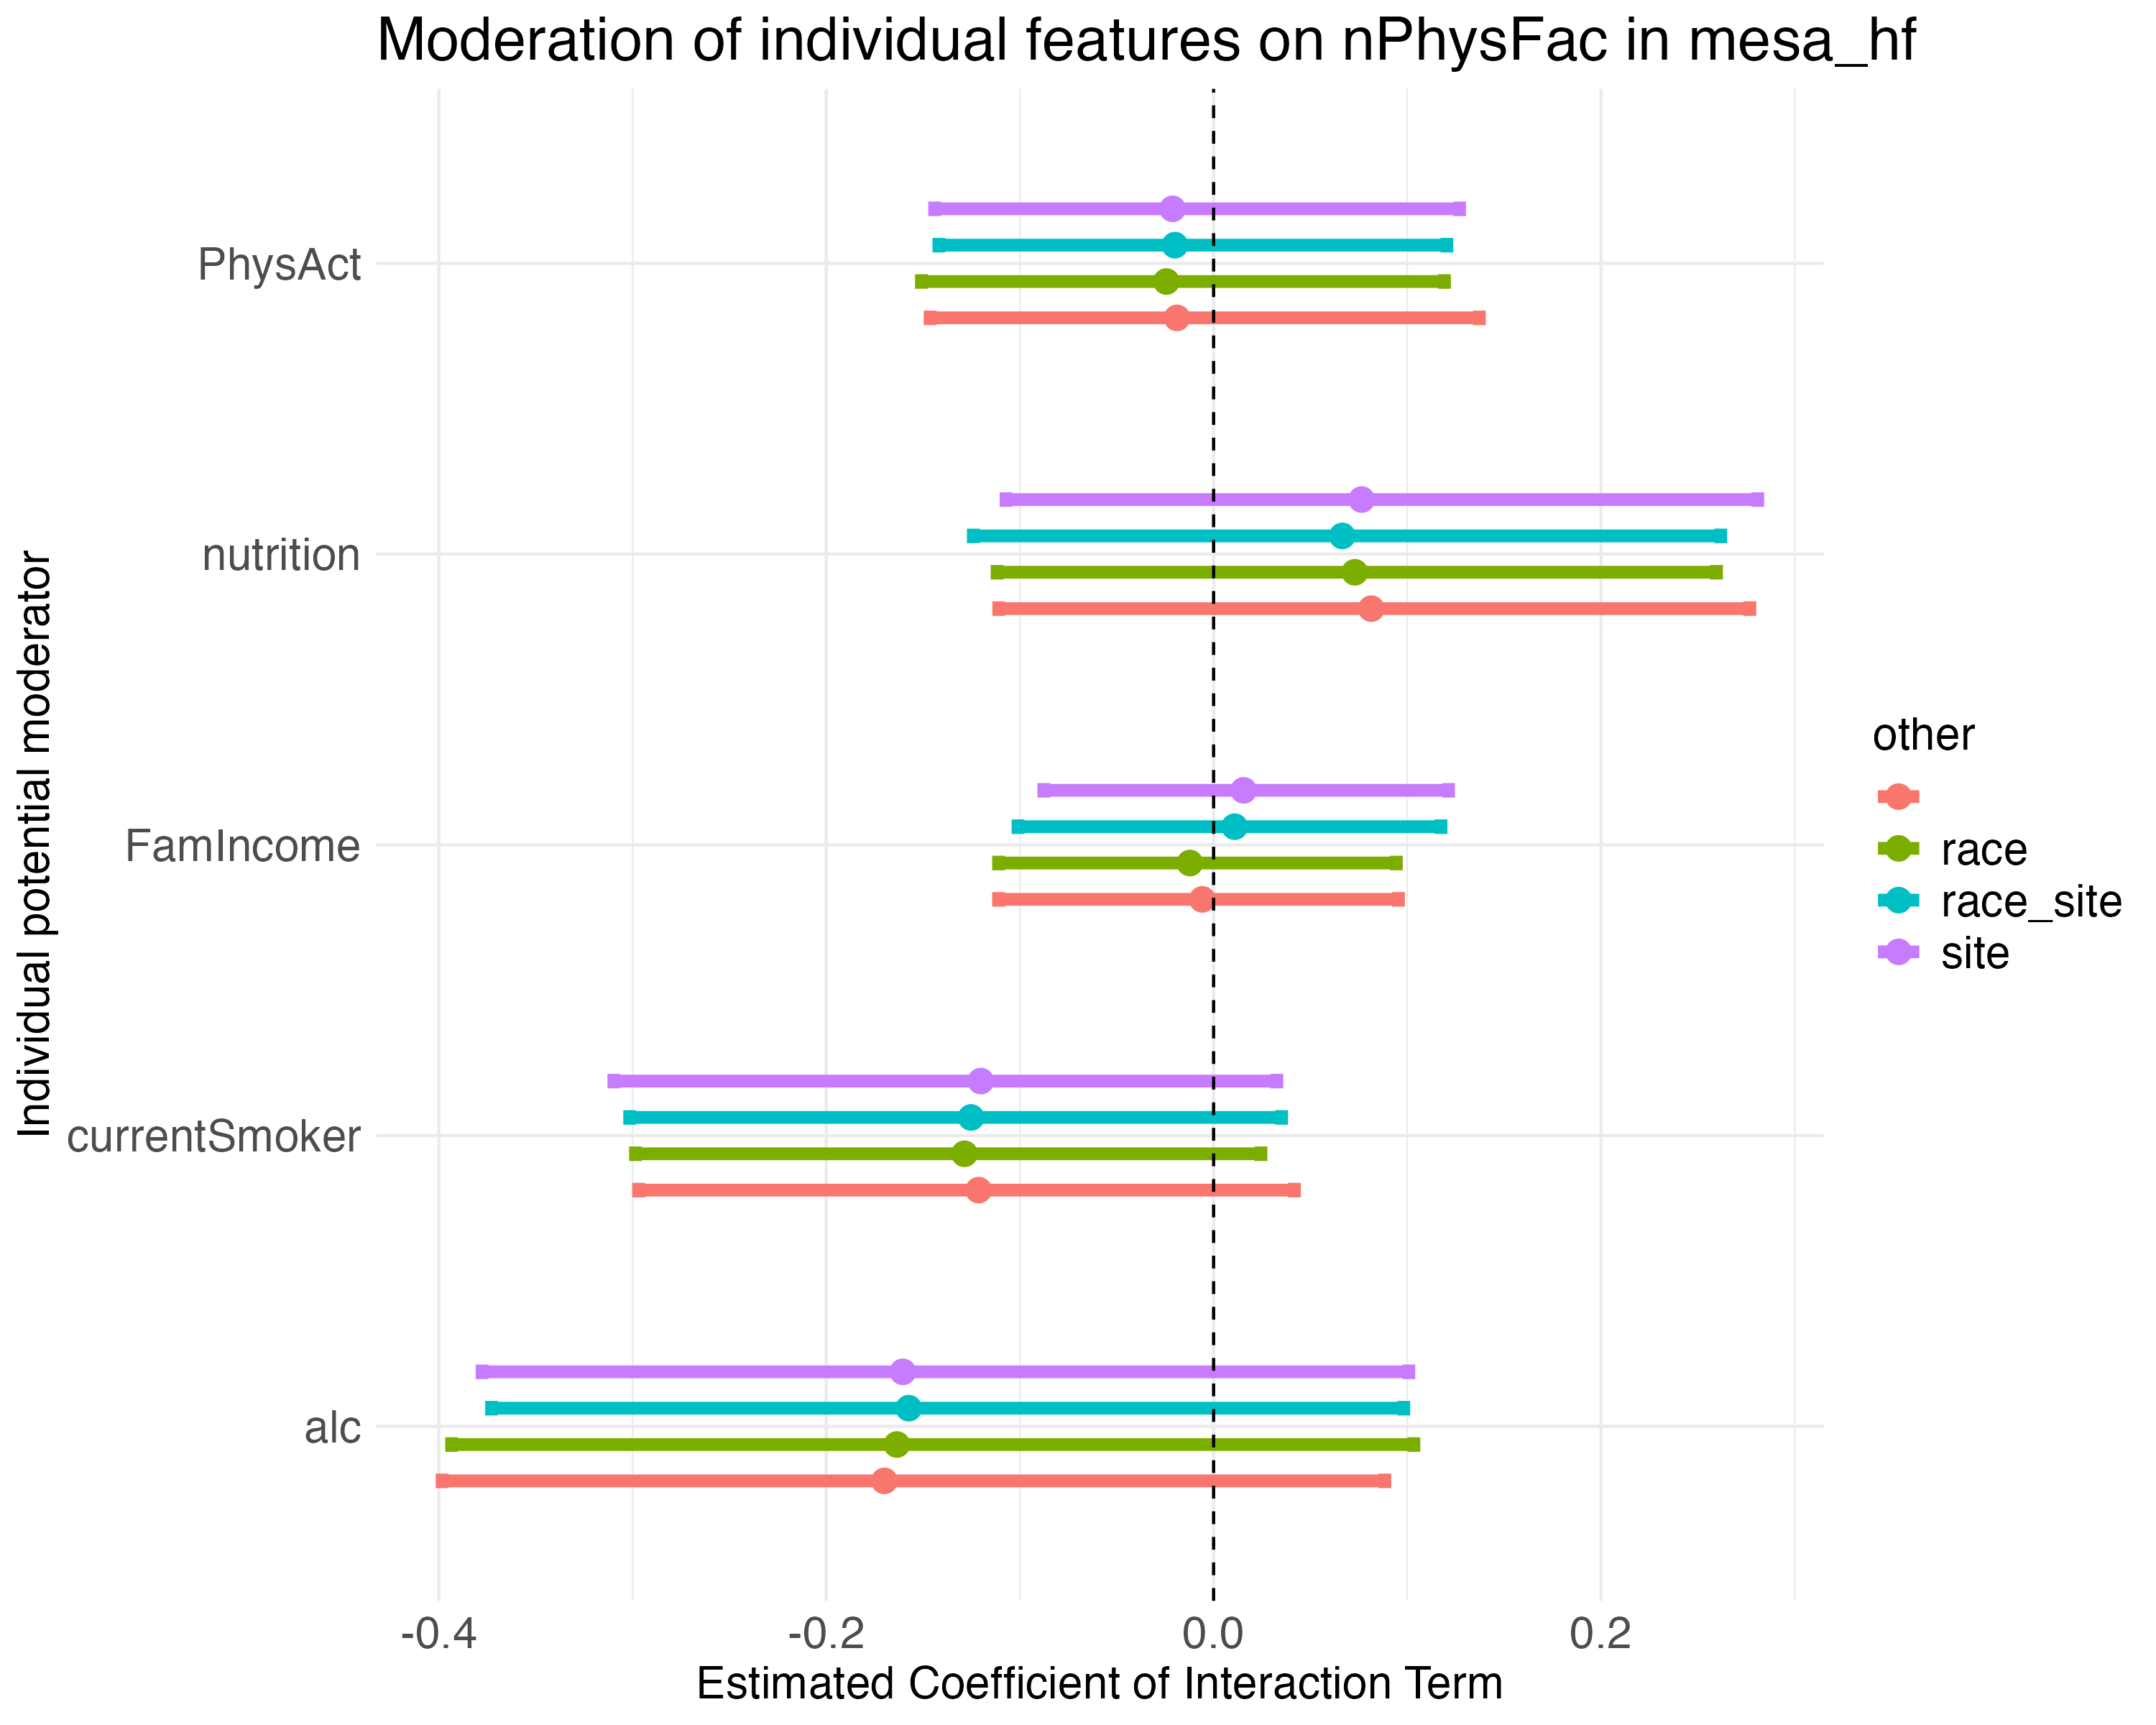 Moderation of individual features on nPhysFac in mesa_hf
Individual potential moderator
PhysAct
nutrition
FamIncome
currentSmoker
alc
-0.4
-0.2
0.0
0.2
Estimated Coefficient of Interaction Term
other
race
race_site
site